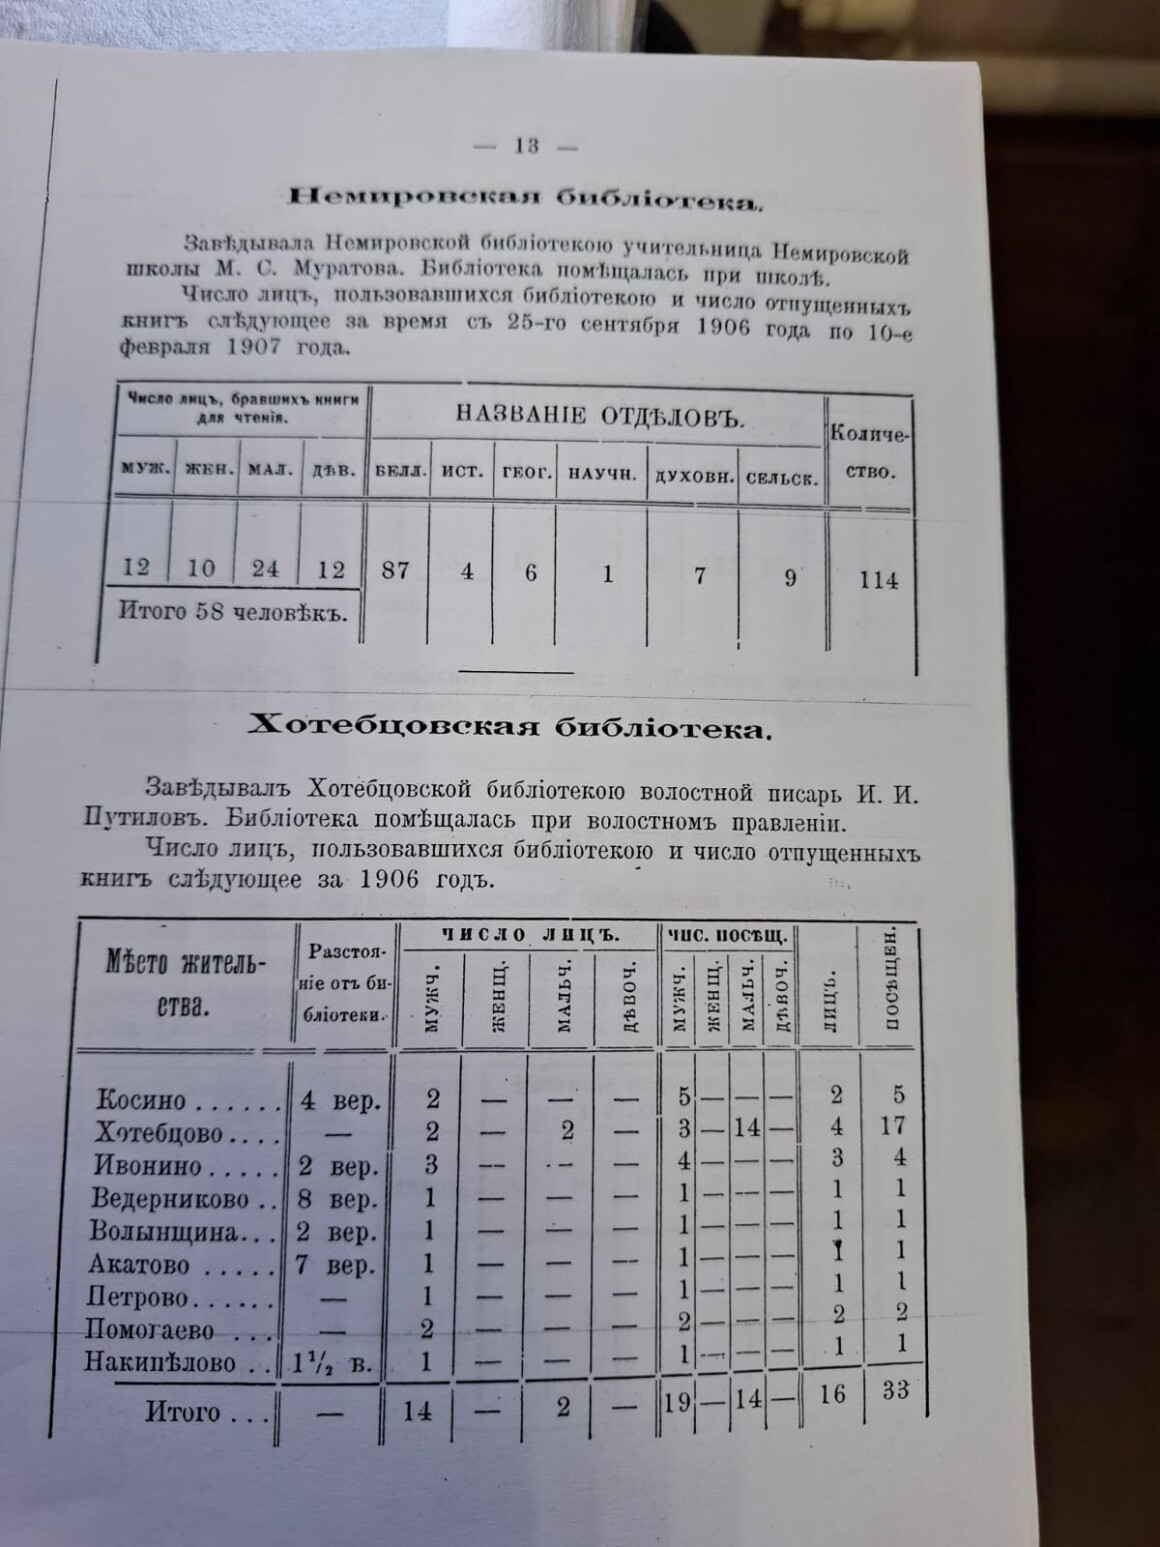 — 13 —
Немировская библіотека.
Завѣдывала Немировской библіотекою учительница Немировской
школы М. С. Муратова. Библіотека помѣщалась при школѣ.
Число лицъ, пользовавшихся библіотекою и число отпущенныхъ
книгъ слѣдующее за время съ 25-го сентября 1906 года по 10-е
февраля 1907 года.
Число лицъ, бравшихъ книги
для чтенія.
НАЗВАНІЕ ОТДѢЛОВЪ.
Количе-
ство.
МУЖ. ЖЕН. МАЛ. ДѢВ. БЕЛЛ. ИСТ. ГЕОГ. НАУЧН. ДУХОВН. СЕЛЬСК.
12 10 24 12 87 4 6 1 7 9 114
Итого 58 человѣкъ.
Хотебцовская библіотека.
Завѣдывалъ Хотебцовской библіотекою волостной писарь И. И.
Путиловъ. Библіотека помѣщалась при волостномъ правленіи.
Число лицъ, пользовавшихся библіотекою и число отпущенныхъ
книгъ слѣдующее за 1906 годъ.
Мѣсто житель-
ства.
Разстоя-
ніе отъ би-
бліотеки.
ЧИСЛО ЛИЦЪ.
ЧИС. ПОСѢЩ.
МУЖЧ. ЖЕНЩ. МАЛЬЧ. ДѢВОЧ. МУЖЧ. ЖЕНЩ. МАЛЬЧ. ДѢВОЧ. ЛИЦЪ. ПОСѢЩЕН.
Косино ...... 4 вер. 2 — — — 5 — — — 2 5
Хотебцово.... — 2 — 2 — 3 — 14 — 4 17
Ивонино ..... 2 вер. 3 — — — 4 — — — 3 4
Ведерниково .. 8 вер. 1 — — — 1 — — — 1 1
Волынщина... 2 вер. 1 — — — 1 — — — 1 1
Акатово ..... 7 вер. 1 — — — 1 — — — 1 1
Петрово...... — 1 — — — 1 — — — 1 1
Помогаево ... — 2 — — — 2 — — — 2 2
Накипѣлово .. 1½ в. 1 — — — 1 — — — 1 1
Итого ... — 14 — 2 — 19 — 14 — 16 33